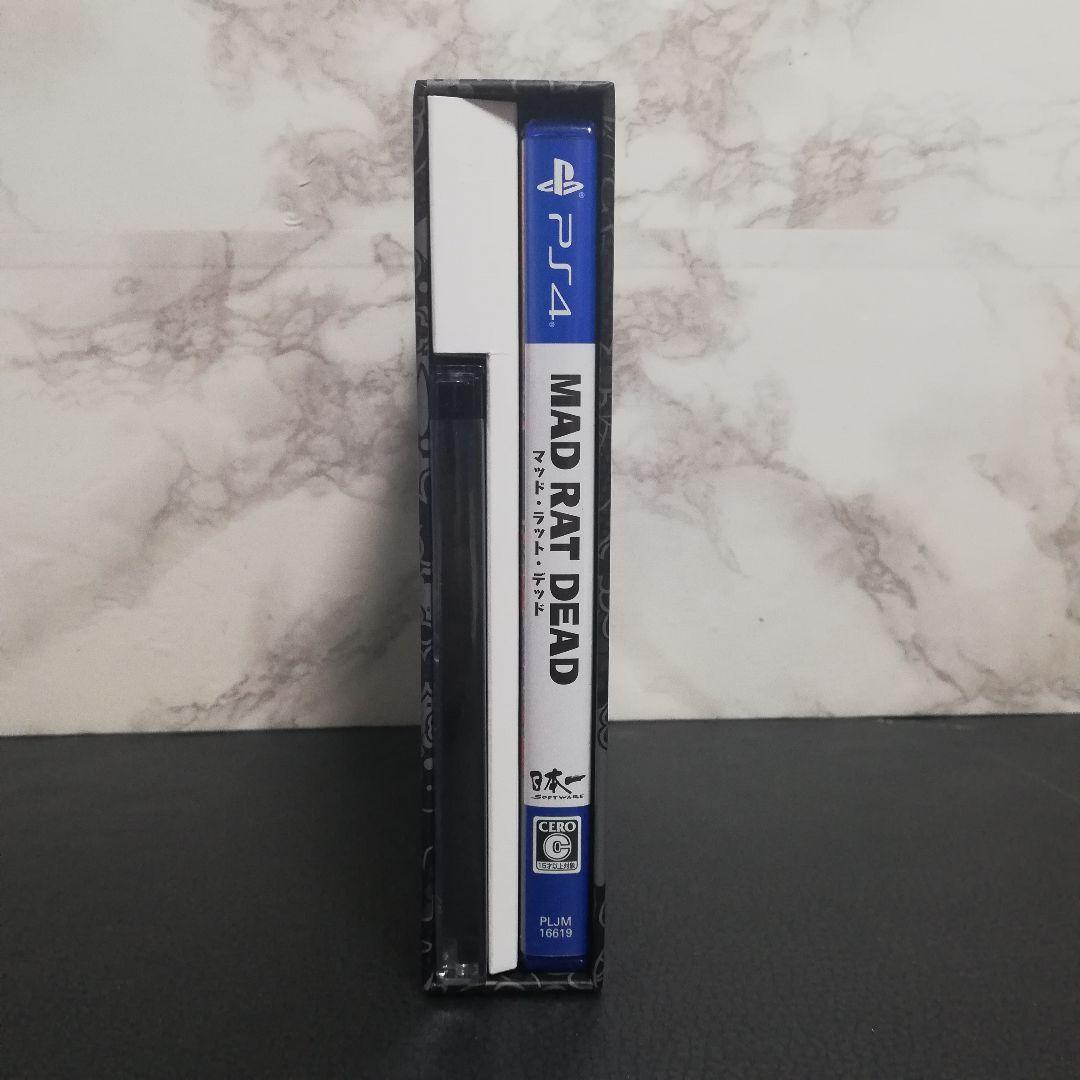 PS4
MAD RAT DEAD
マッド・ラット・デッド
日本一
SOFTWARE
CERO
C
15才以上対象
PLJM
16619